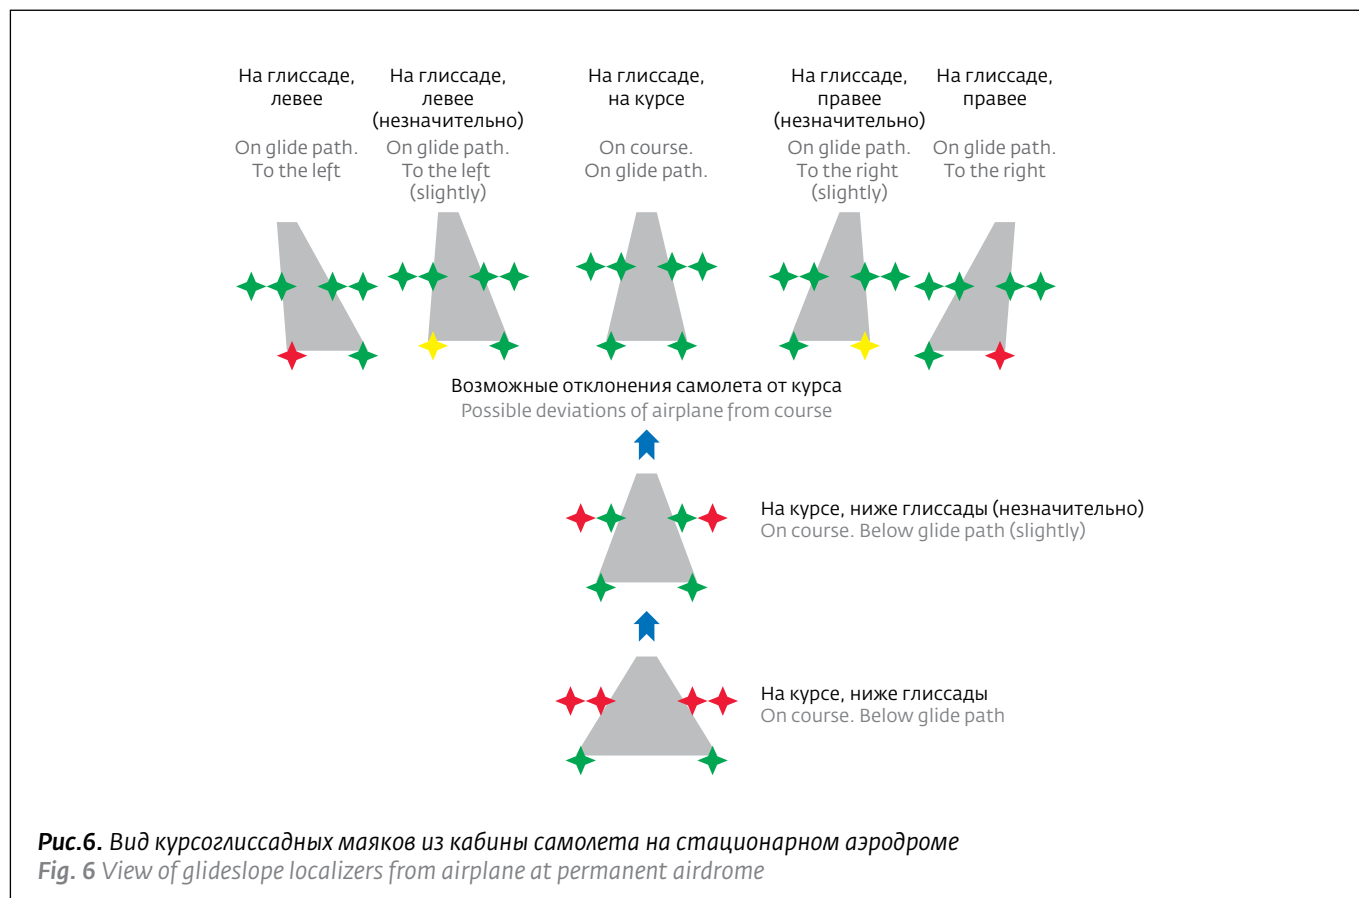 На глиссаде,
левее
On glide path.
To the left
На глиссаде,
левее
(незначительно)
On glide path.
To the left
(slightly)
На глиссаде,
на курсе
On course.
On glide path.
На глиссаде,
правее
(незначительно)
On glide path.
To the right
(slightly)
На глиссаде,
правее
On glide path.
To the right
Возможные отклонения самолета от курса
Possible deviations of airplane from course
На курсе, ниже глиссады (незначительно)
On course. Below glide path (slightly)
На курсе, ниже глиссады
On course. Below glide path
Рис.6. Вид курсоглиссадных маяков из кабины самолета на стационарном аэродроме
Fig. 6 View of glideslope localizers from airplane at permanent airdrome